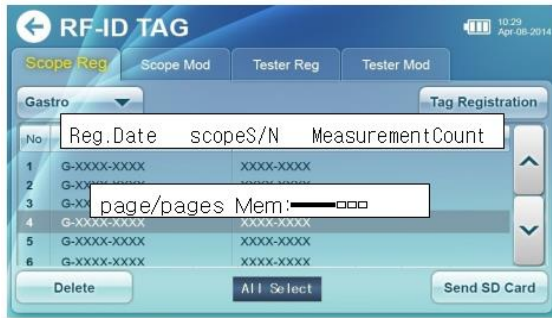 RF-ID TAG
10:29
Apr-08-2014
Scope Reg Scope Mod Tester Reg Tester Mod
Gastro Tag Registration
No Reg.Date scopeS/N MeasurementCount
1 G-XXXX-XXXX XXXX-XXXX
2 XXXX-XXXX
3
page/pages Mem:
4 G-XXXX-XXXX XXXX-XXXX
5 G-XXXX-XXXX XXXX-XXXX
6 G-XXXX-XXXX XXXX-XXXX
Delete All Select Send SD Card